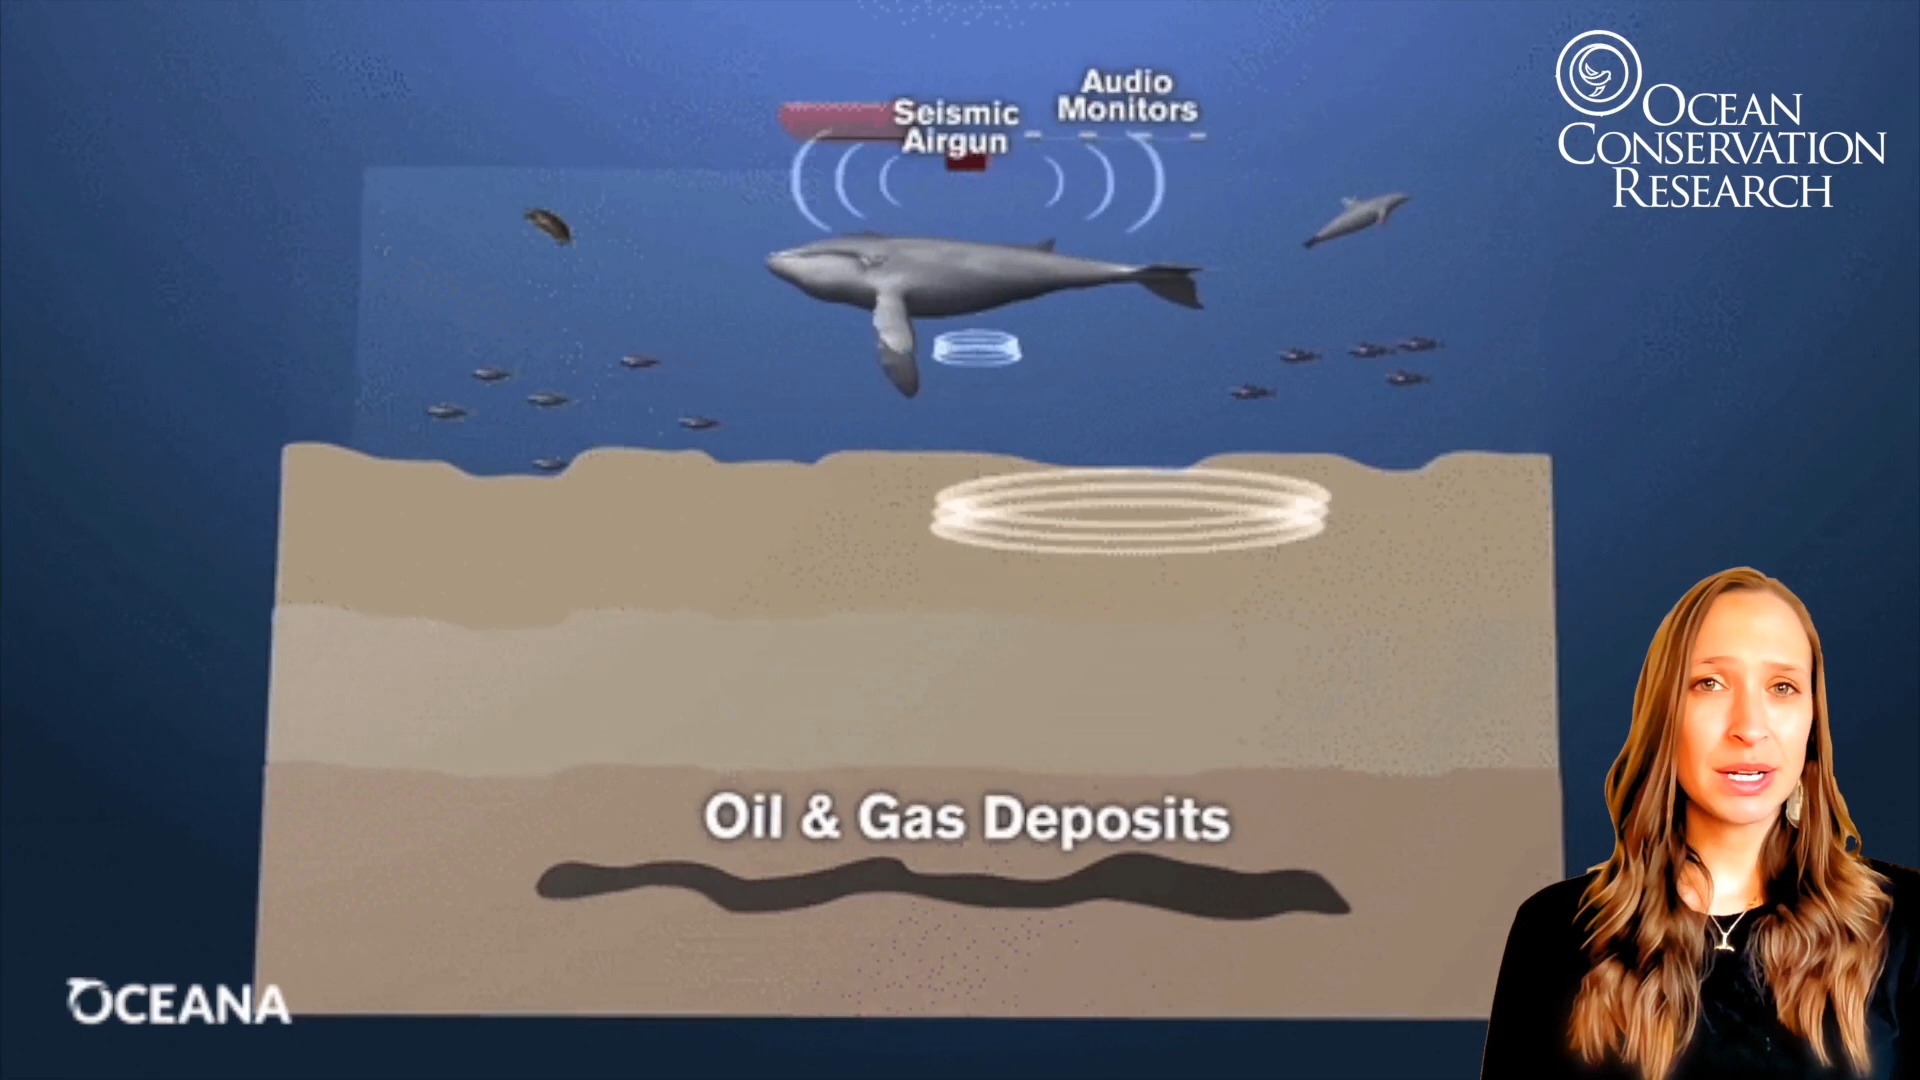 Seismic
Airgun
Audio
Monitors
OCEAN
CONSERVATION
RESEARCH
Oil & Gas Deposits
OCEANA